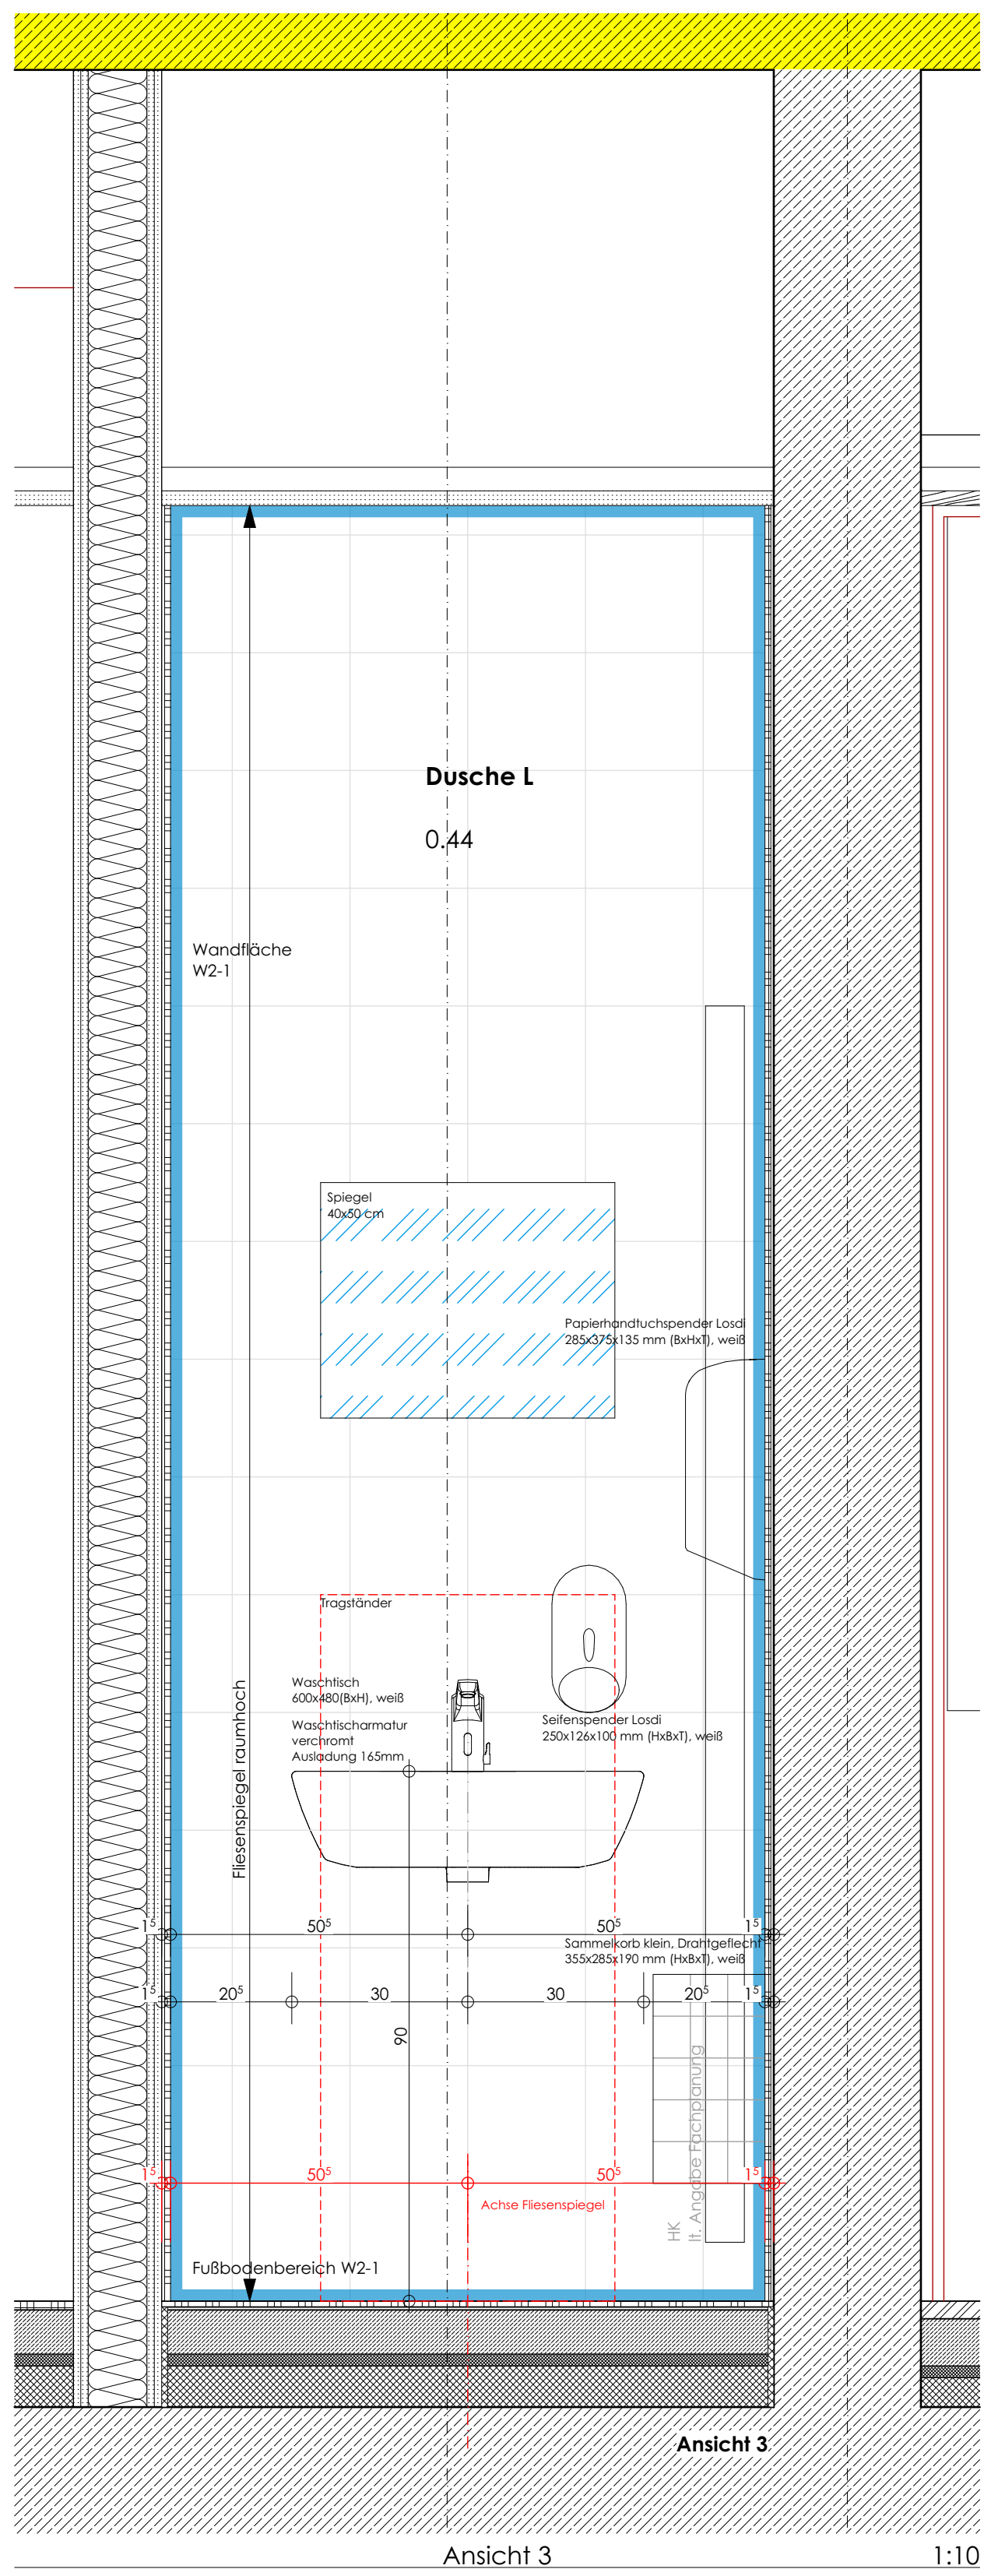 Dusche L
0.44
Wandfläche
W2-1
Spiegel
40x50 cm
Papierhandtuchspender Losdi
285x375x135 mm (BxHxT), weiß
Tragständer
Waschtisch
600x480(BxH), weiß
Waschtischarmatur
verchromt
Ausladung 165mm
Seifenspender Losdi
250x126x100 mm (HxBxT), weiß
Fliesenspiegel raumhoch
1⁵ 50⁵ 50⁵ 1⁵
Sammelkorb klein, Drahtgeflecht
355x285x190 mm (HxBxT), weiß
1⁵ 20⁵ 30 30 20⁵ 1⁵
90
HK
lt. Angabe Fachplanung
1⁵ 50⁵ 50⁵ 1⁵
Achse Fliesenspiegel
Fußbodenbereich W2-1
Ansicht 3
Ansicht 3 1:10